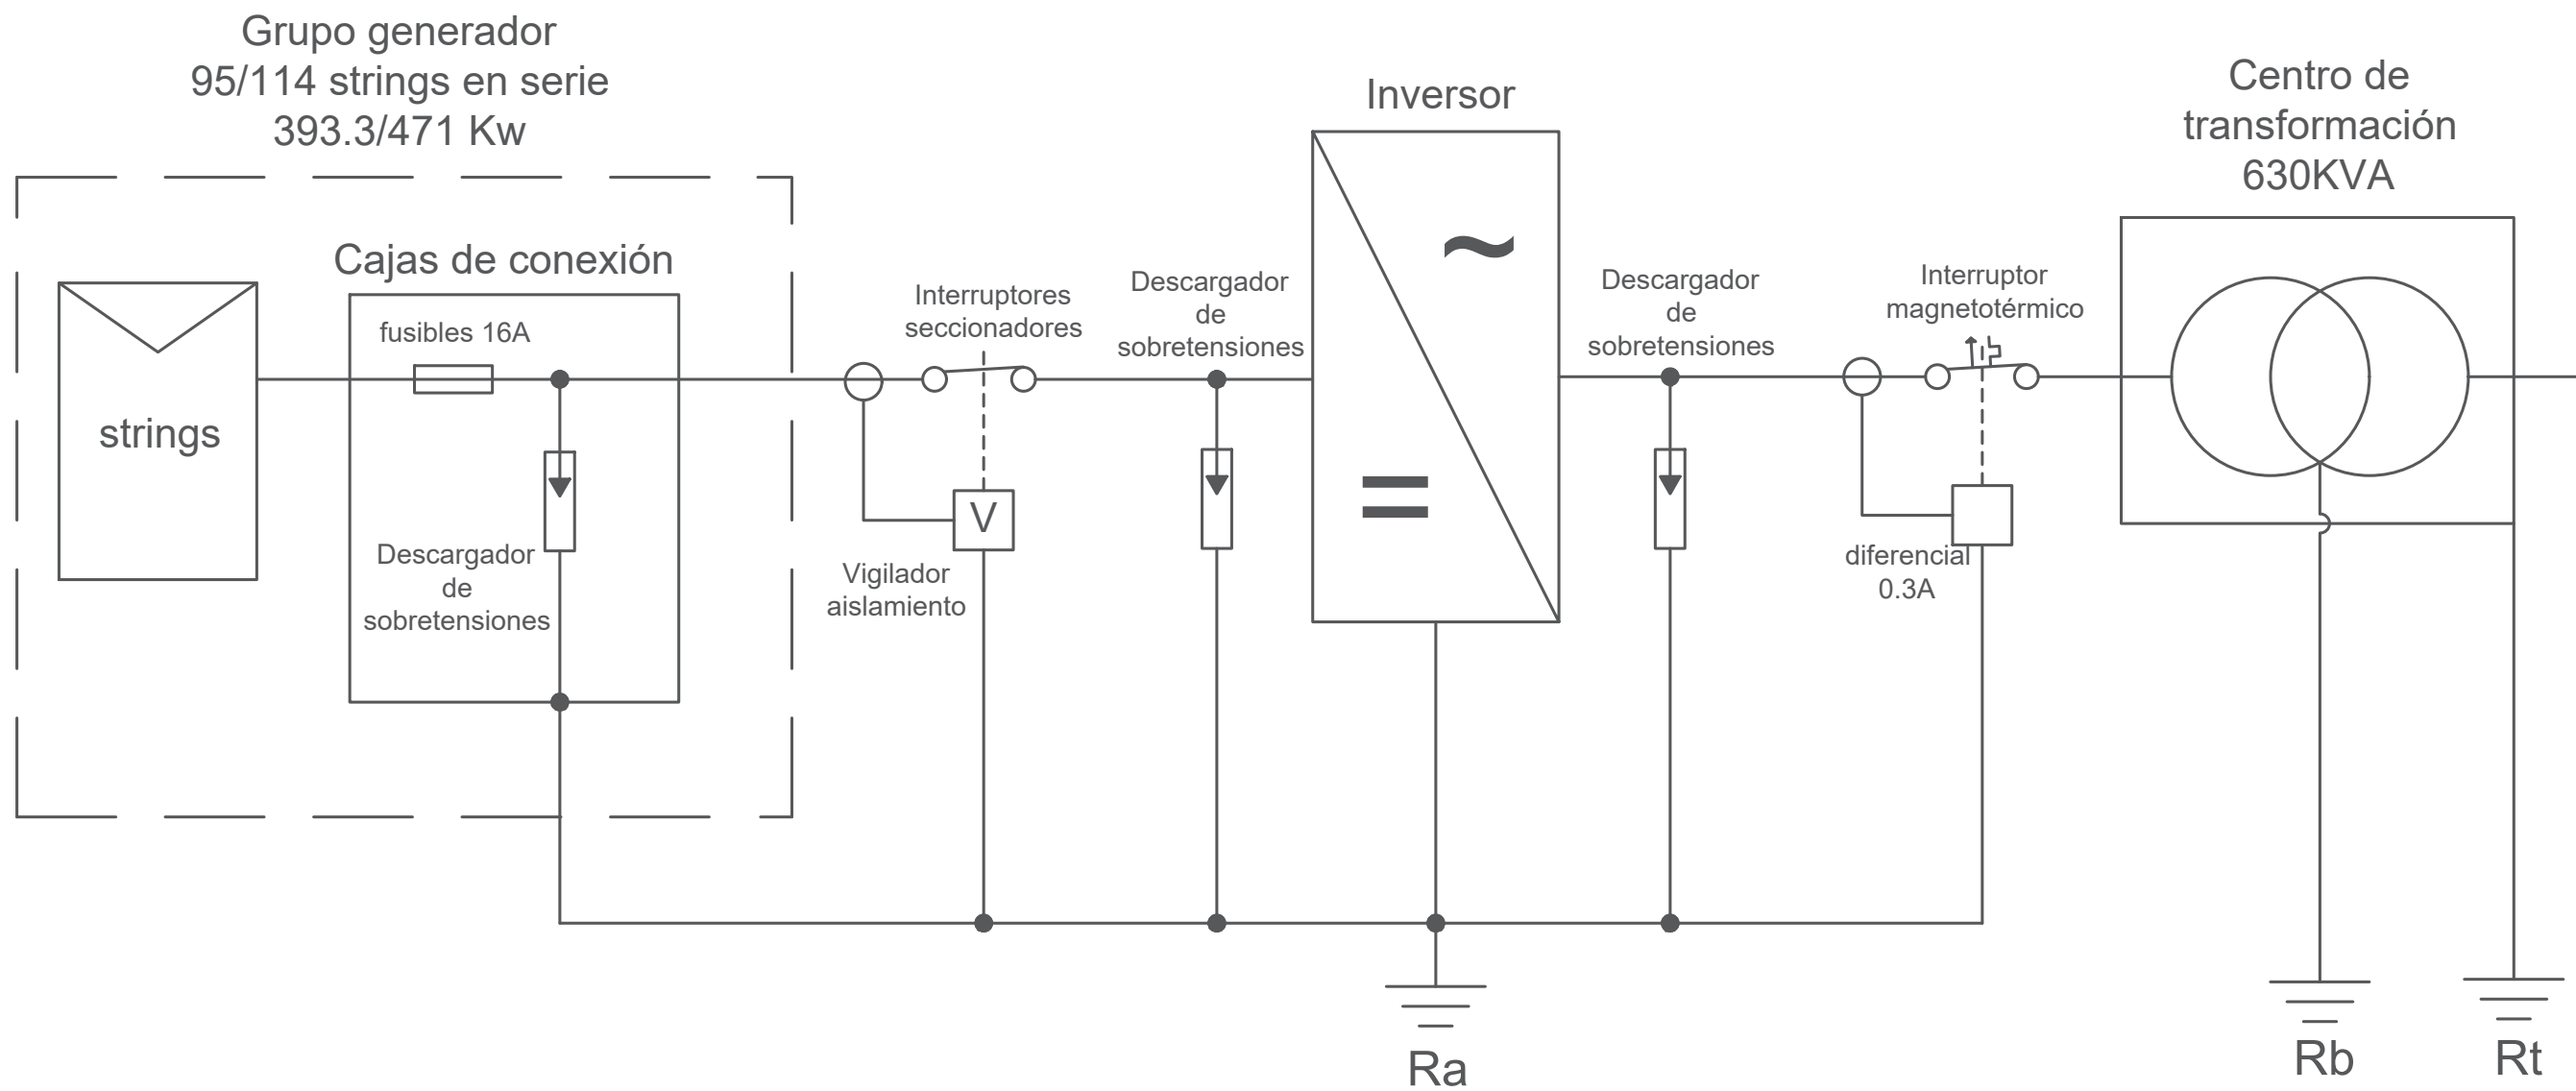 Grupo generador
95/114 strings en serie
393.3/471 Kw
Inversor
Centro de
transformación
630KVA
Cajas de conexión
fusibles 16A
strings
Descargador
de
sobretensiones
Interruptores
seccionadores
V
Vigilador
aislamiento
Descargador
de
sobretensiones
~
=
Descargador
de
sobretensiones
Interruptor
magnetotérmico
diferencial
0.3A
Ra
Rb
Rt